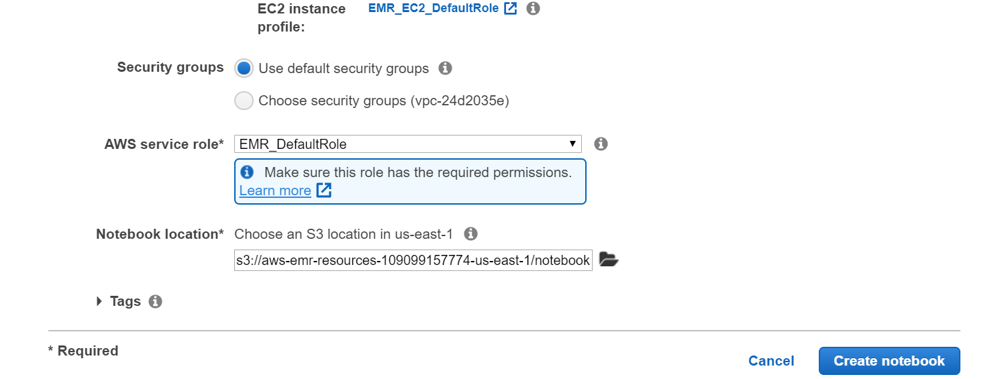 EC2 instance EMR_EC2_DefaultRole
profile:
Security groups Use default security groups
Choose security groups (vpc-24d2035e)
AWS service role* EMR_DefaultRole
Make sure this role has the required permissions.
Learn more
Notebook location* Choose an S3 location in us-east-1
s3://aws-emr-resources-109099157774-us-east-1/notebook
Tags
* Required
Cancel Create notebook